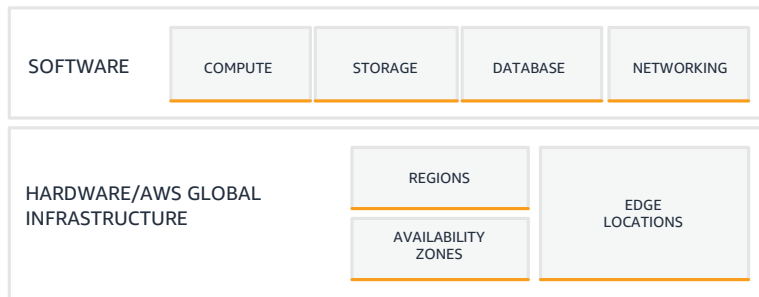 SOFTWARE
COMPUTE
STORAGE
DATABASE
NETWORKING
HARDWARE/AWS GLOBAL
INFRASTRUCTURE
REGIONS
AVAILABILITY
ZONES
EDGE
LOCATIONS